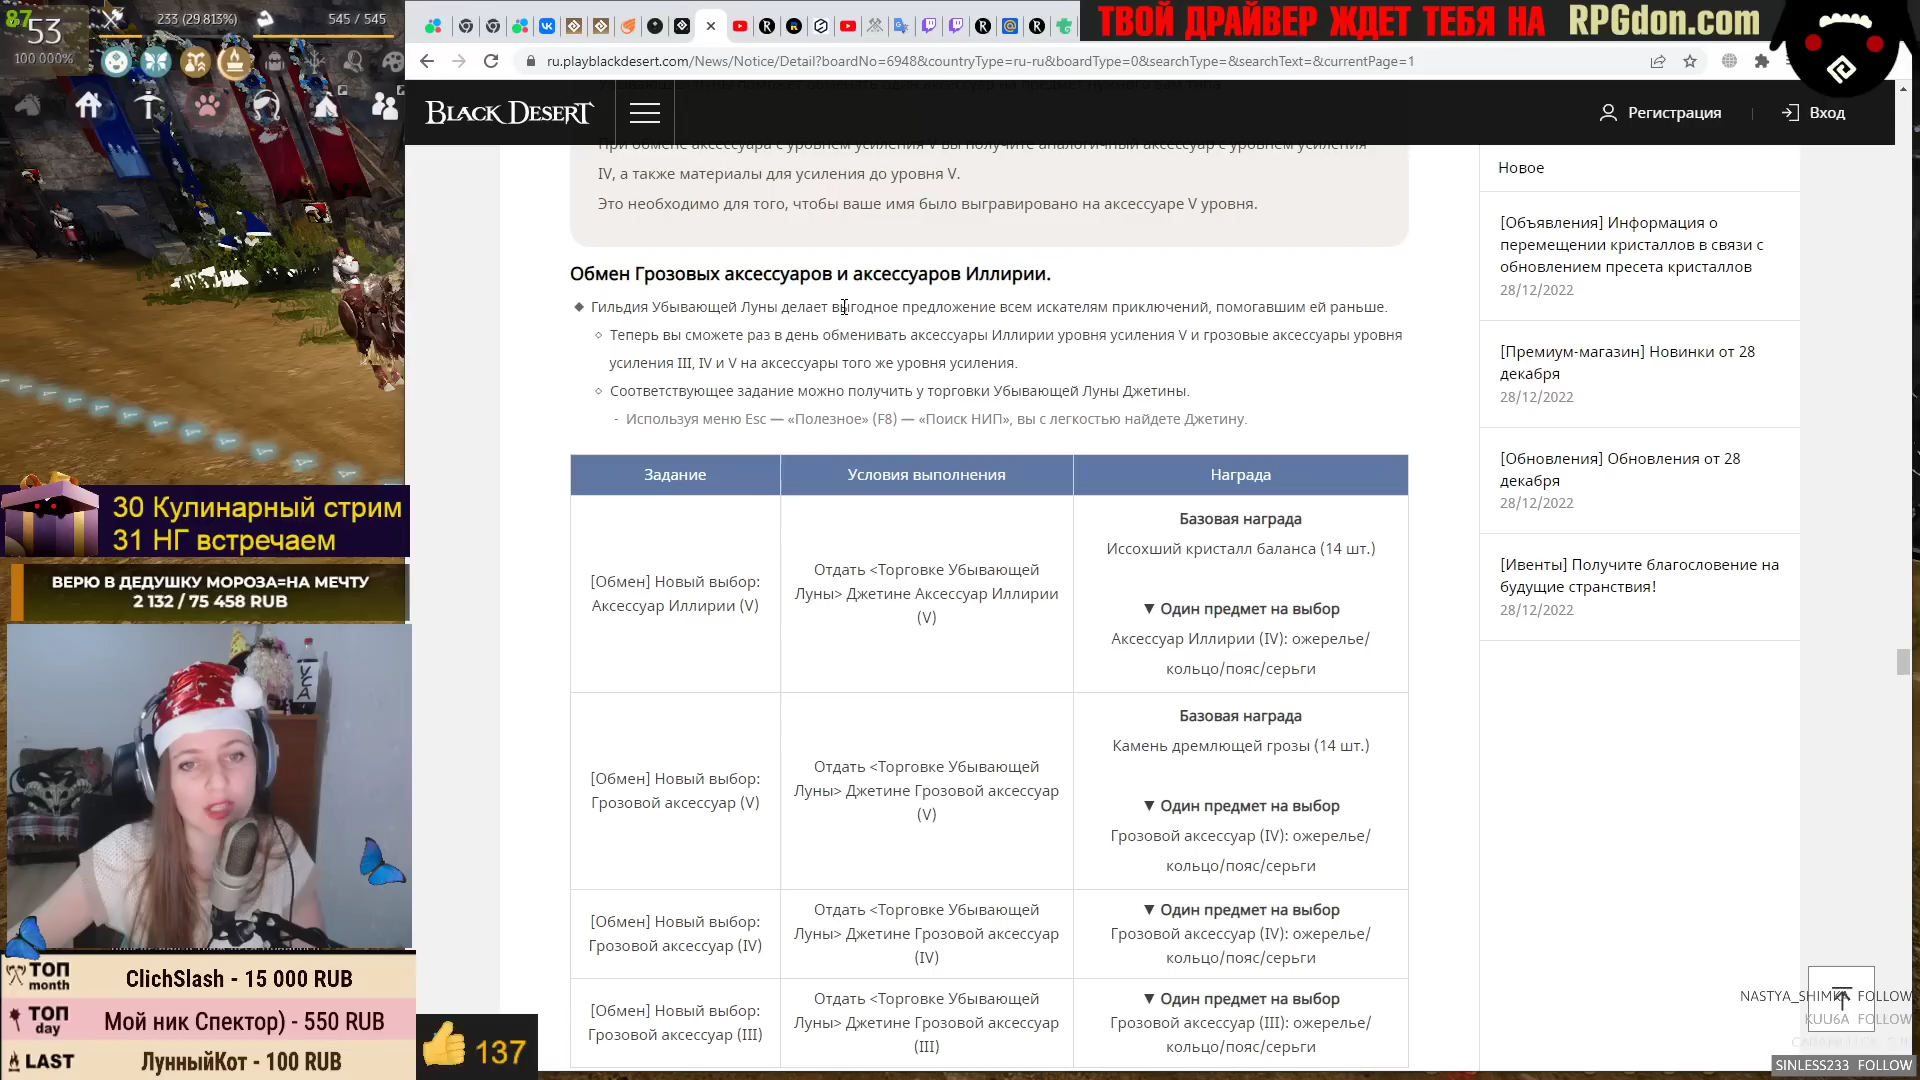 87
53
100 000%
233 (29.813%)
545 / 545
ТВОЙ ДРАЙВЕР ЖДЕТ ТЕБЯ НА RPGdon.com
ru.playblackdesert.com/News/Notice/Detail?boardNo=6948&countryType=ru-ru&boardType=0&searchType=&searchText=&currentPage=1
BLACK DESERT
Регистрация
Вход
При обмене аксессуара с уровнем усиления V вы получите аналогичный аксессуар с уровнем усиления
IV, а также материалы для усиления до уровня V.
Это необходимо для того, чтобы ваше имя было выгравировано на аксессуаре V уровня.
Обмен Грозовых аксессуаров и аксессуаров Иллирии.
Гильдия Убывающей Луны делает выгодное предложение всем искателям приключений, помогавшим ей раньше.
Теперь вы сможете раз в день обменивать аксессуары Иллирии уровня усиления V и грозовые аксессуары уровня
усиления III, IV и V на аксессуары того же уровня усиления.
Соответствующее задание можно получить у торговки Убывающей Луны Джетины.
- Используя меню Esc — «Полезное» (F8) — «Поиск НИП», вы с легкостью найдете Джетину.
Задание
Условия выполнения
Награда
[Обмен] Новый выбор:
Аксессуар Иллирии (V)
Отдать <Торговке Убывающей
Луны> Джетине Аксессуар Иллирии
(V)
Базовая награда
Иссохший кристалл баланса (14 шт.)
▼ Один предмет на выбор
Аксессуар Иллирии (IV): ожерелье/
кольцо/пояс/серьги
[Обмен] Новый выбор:
Грозовой аксессуар (V)
Отдать <Торговке Убывающей
Луны> Джетине Грозовой аксессуар
(V)
Базовая награда
Камень дремлющей грозы (14 шт.)
▼ Один предмет на выбор
Грозовой аксессуар (IV): ожерелье/
кольцо/пояс/серьги
[Обмен] Новый выбор:
Грозовой аксессуар (IV)
Отдать <Торговке Убывающей
Луны> Джетине Грозовой аксессуар
(IV)
▼ Один предмет на выбор
Грозовой аксессуар (IV): ожерелье/
кольцо/пояс/серьги
[Обмен] Новый выбор:
Грозовой аксессуар (III)
Отдать <Торговке Убывающей
Луны> Джетине Грозовой аксессуар
(III)
▼ Один предмет на выбор
Грозовой аксессуар (III): ожерелье/
кольцо/пояс/серьги
Новое
[Объявления] Информация о
перемещении кристаллов в связи с
обновлением пресета кристаллов
28/12/2022
[Премиум-магазин] Новинки от 28
декабря
28/12/2022
[Обновления] Обновления от 28
декабря
28/12/2022
[Ивенты] Получите благословение на
будущие странствия!
28/12/2022
30 Кулинарный стрим
31 НГ встречаем
ВЕРЮ В ДЕДУШКУ МОРОЗА=НА МЕЧТУ
2 132 / 75 458 RUB
ТОП
month
ClichSlash - 15 000 RUB
ТОП
day
Мой ник Спектор) - 550 RUB
LAST
ЛунныйКот - 100 RUB
137
NASTYA_SHIMKA FOLLOW
KUU6A FOLLOW
SINLESS233 FOLLOW